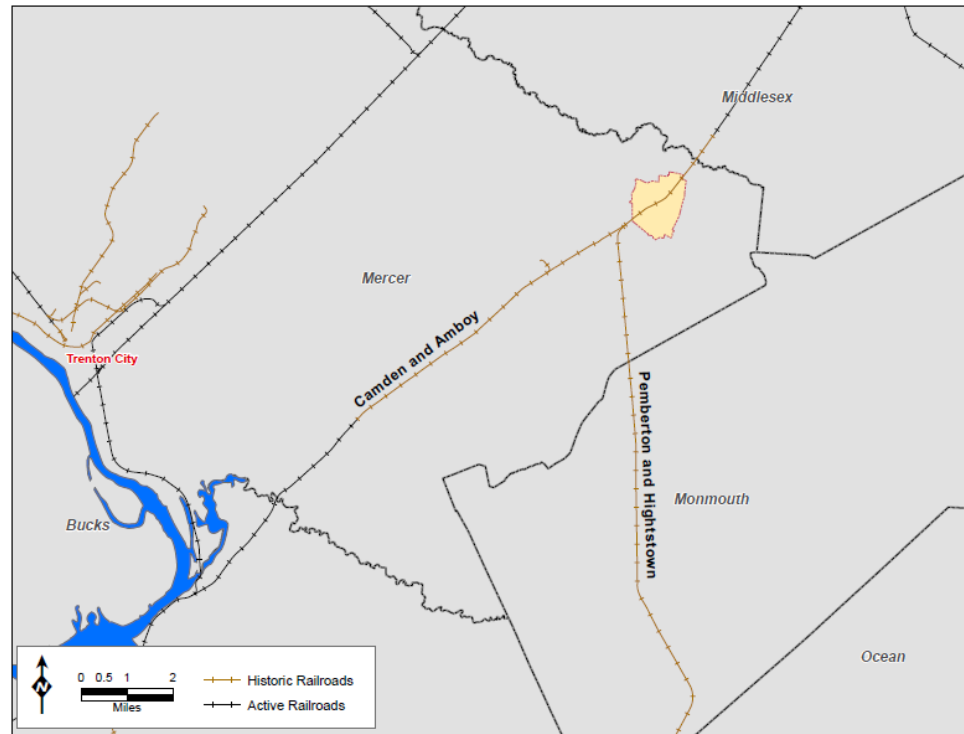 Middlesex
Mercer
Camden and Amboy
Trenton City
Pemberton and Hightstown
Monmouth
Bucks
Ocean
N
0 0.5 1 2
Miles
Historic Railroads
Active Railroads